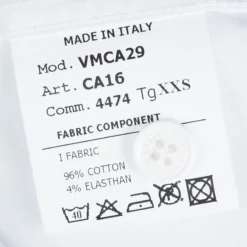 MADE IN ITALY
Mod. VMCA29
Art. CA16
Comm. 4474 TgXXS
FABRIC COMPONENT
I FABRIC
96% COTTON
4% ELASTHAN
40